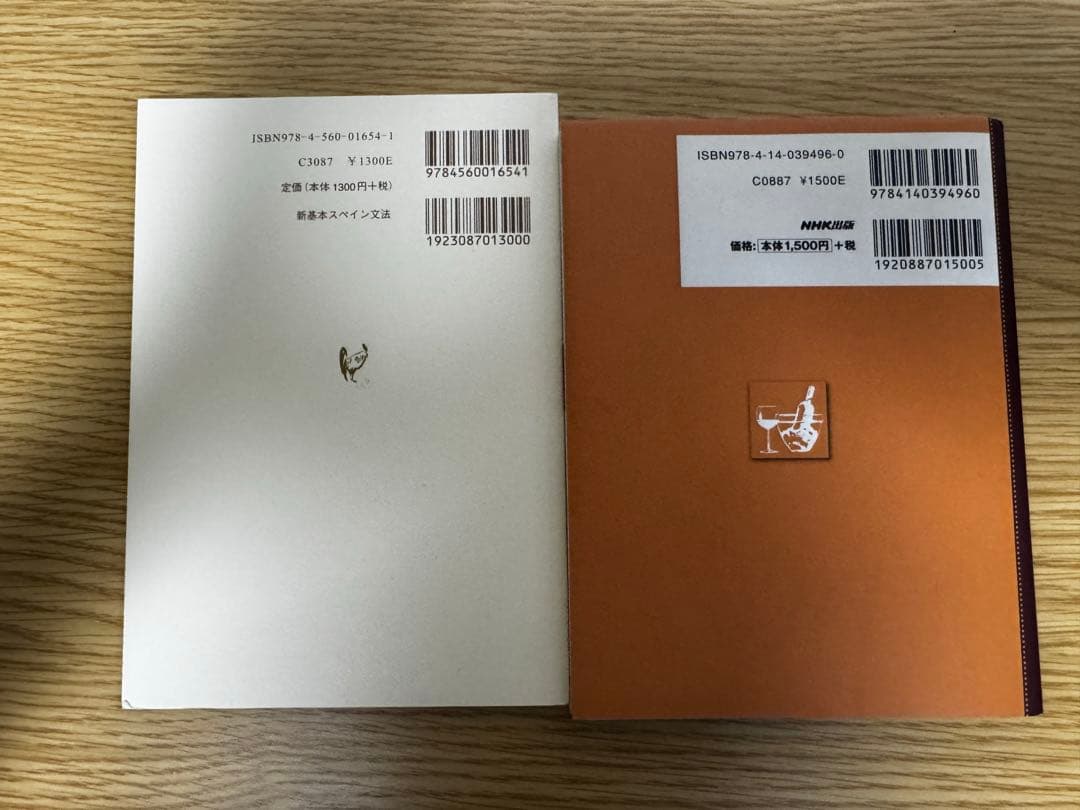 ISBN978-4-560-01654-1
C3087 ¥1300E
定価(本体1300円+税)
新基本スペイン文法
9784560016541
1923087013000
ISBN978-4-14-039496-0
C0887 ¥1500E
NHK出版
価格: 本体1,500円 +税
9784140394960
1920887015005